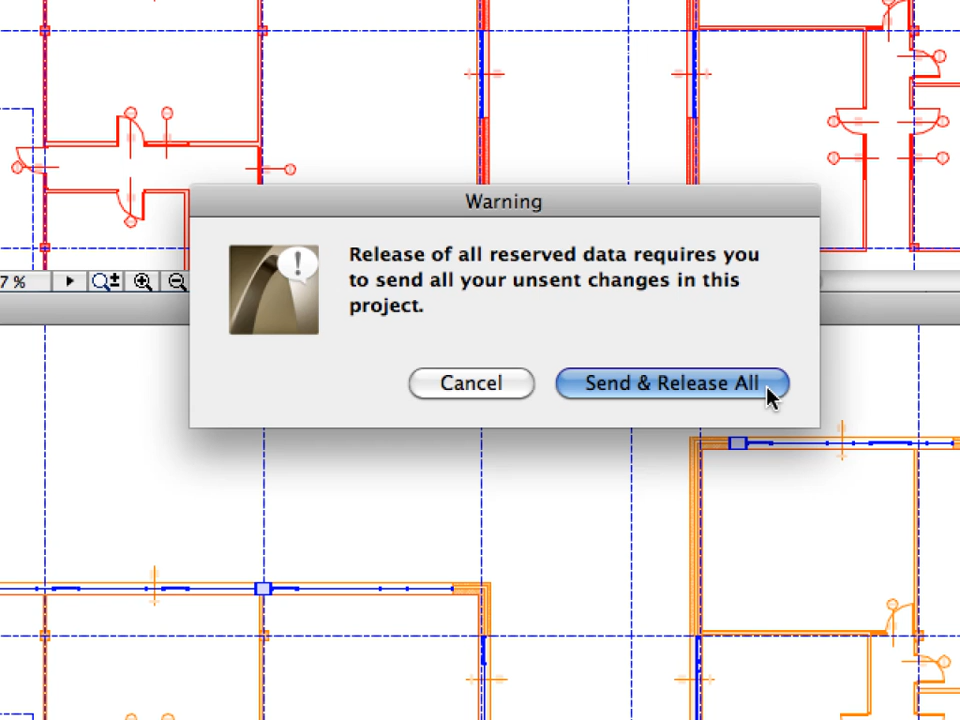 Warning
Release of all reserved data requires you
to send all your unsent changes in this
project.
7 %
Cancel
Send & Release All